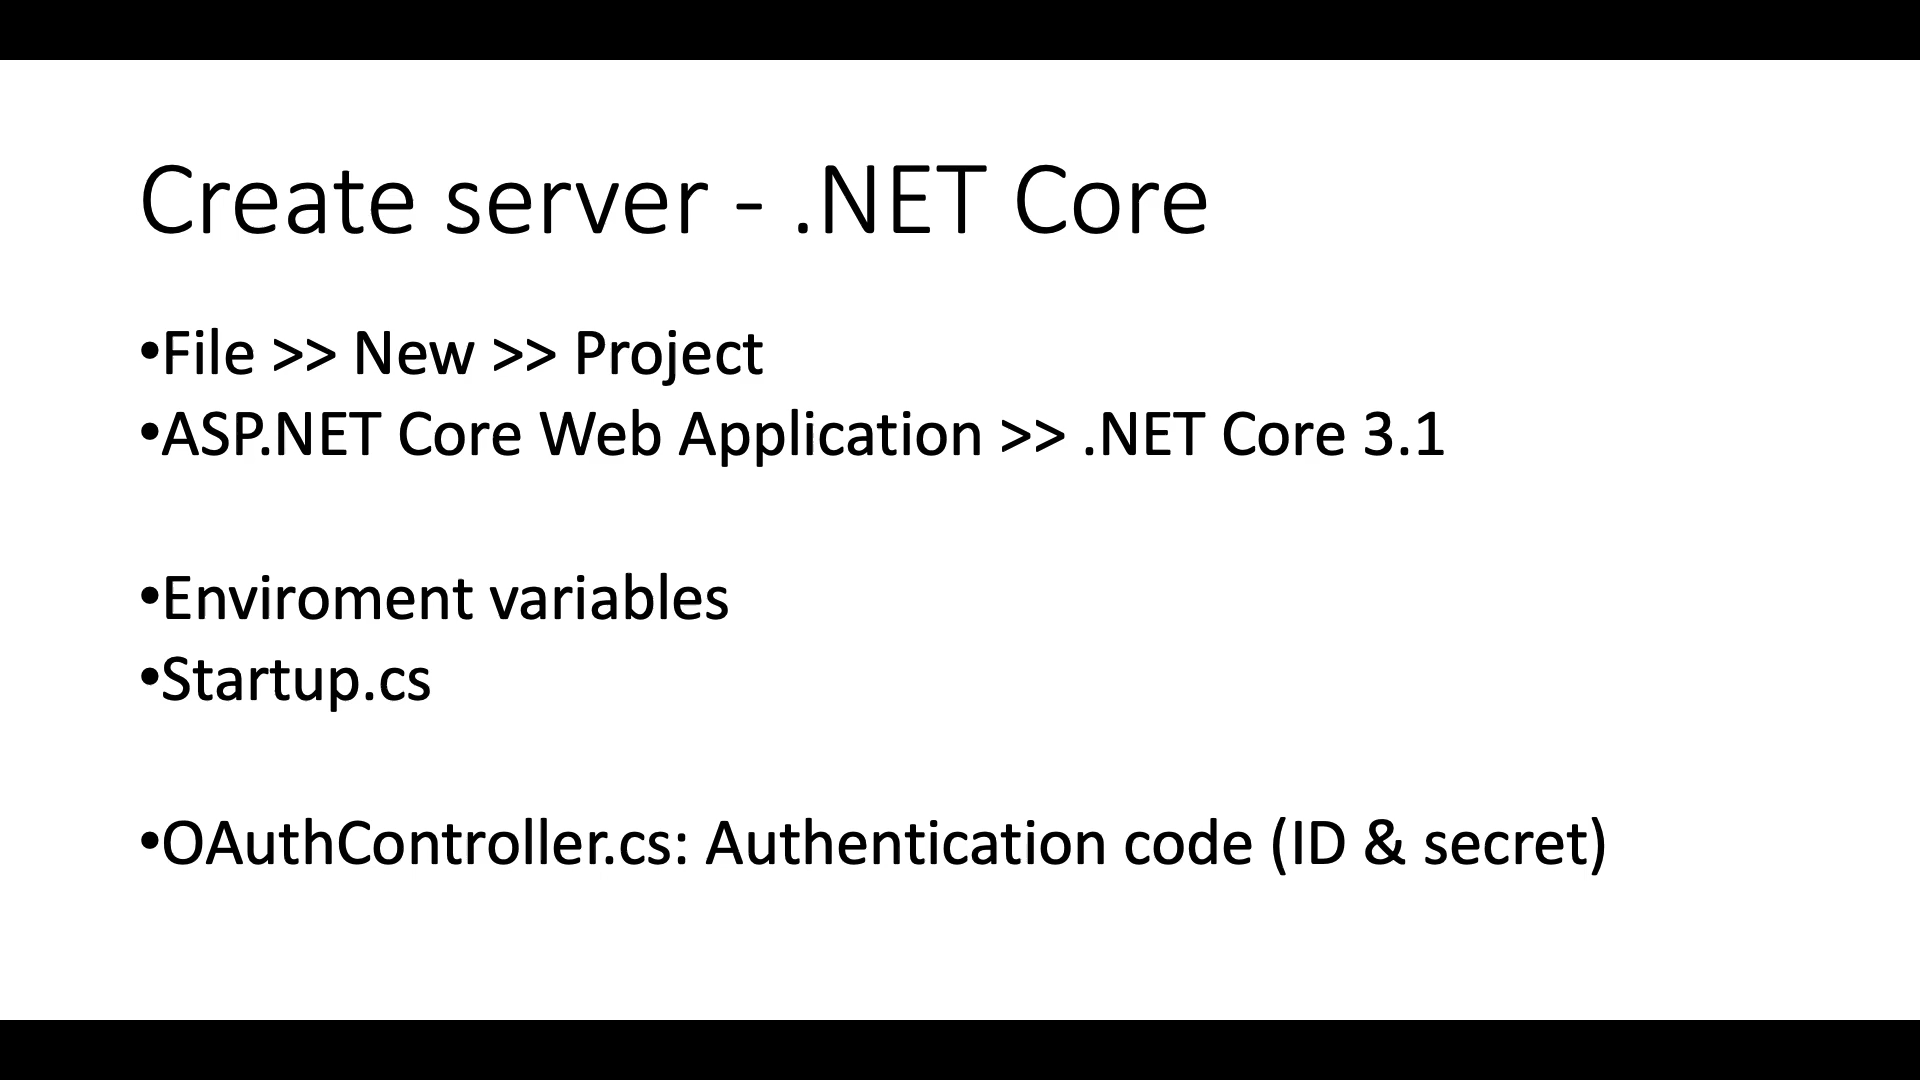 Create server - .NET Core
•File >> New >> Project
•ASP.NET Core Web Application >> .NET Core 3.1
•Enviroment variables
•Startup.cs
•OAuthController.cs: Authentication code (ID & secret)